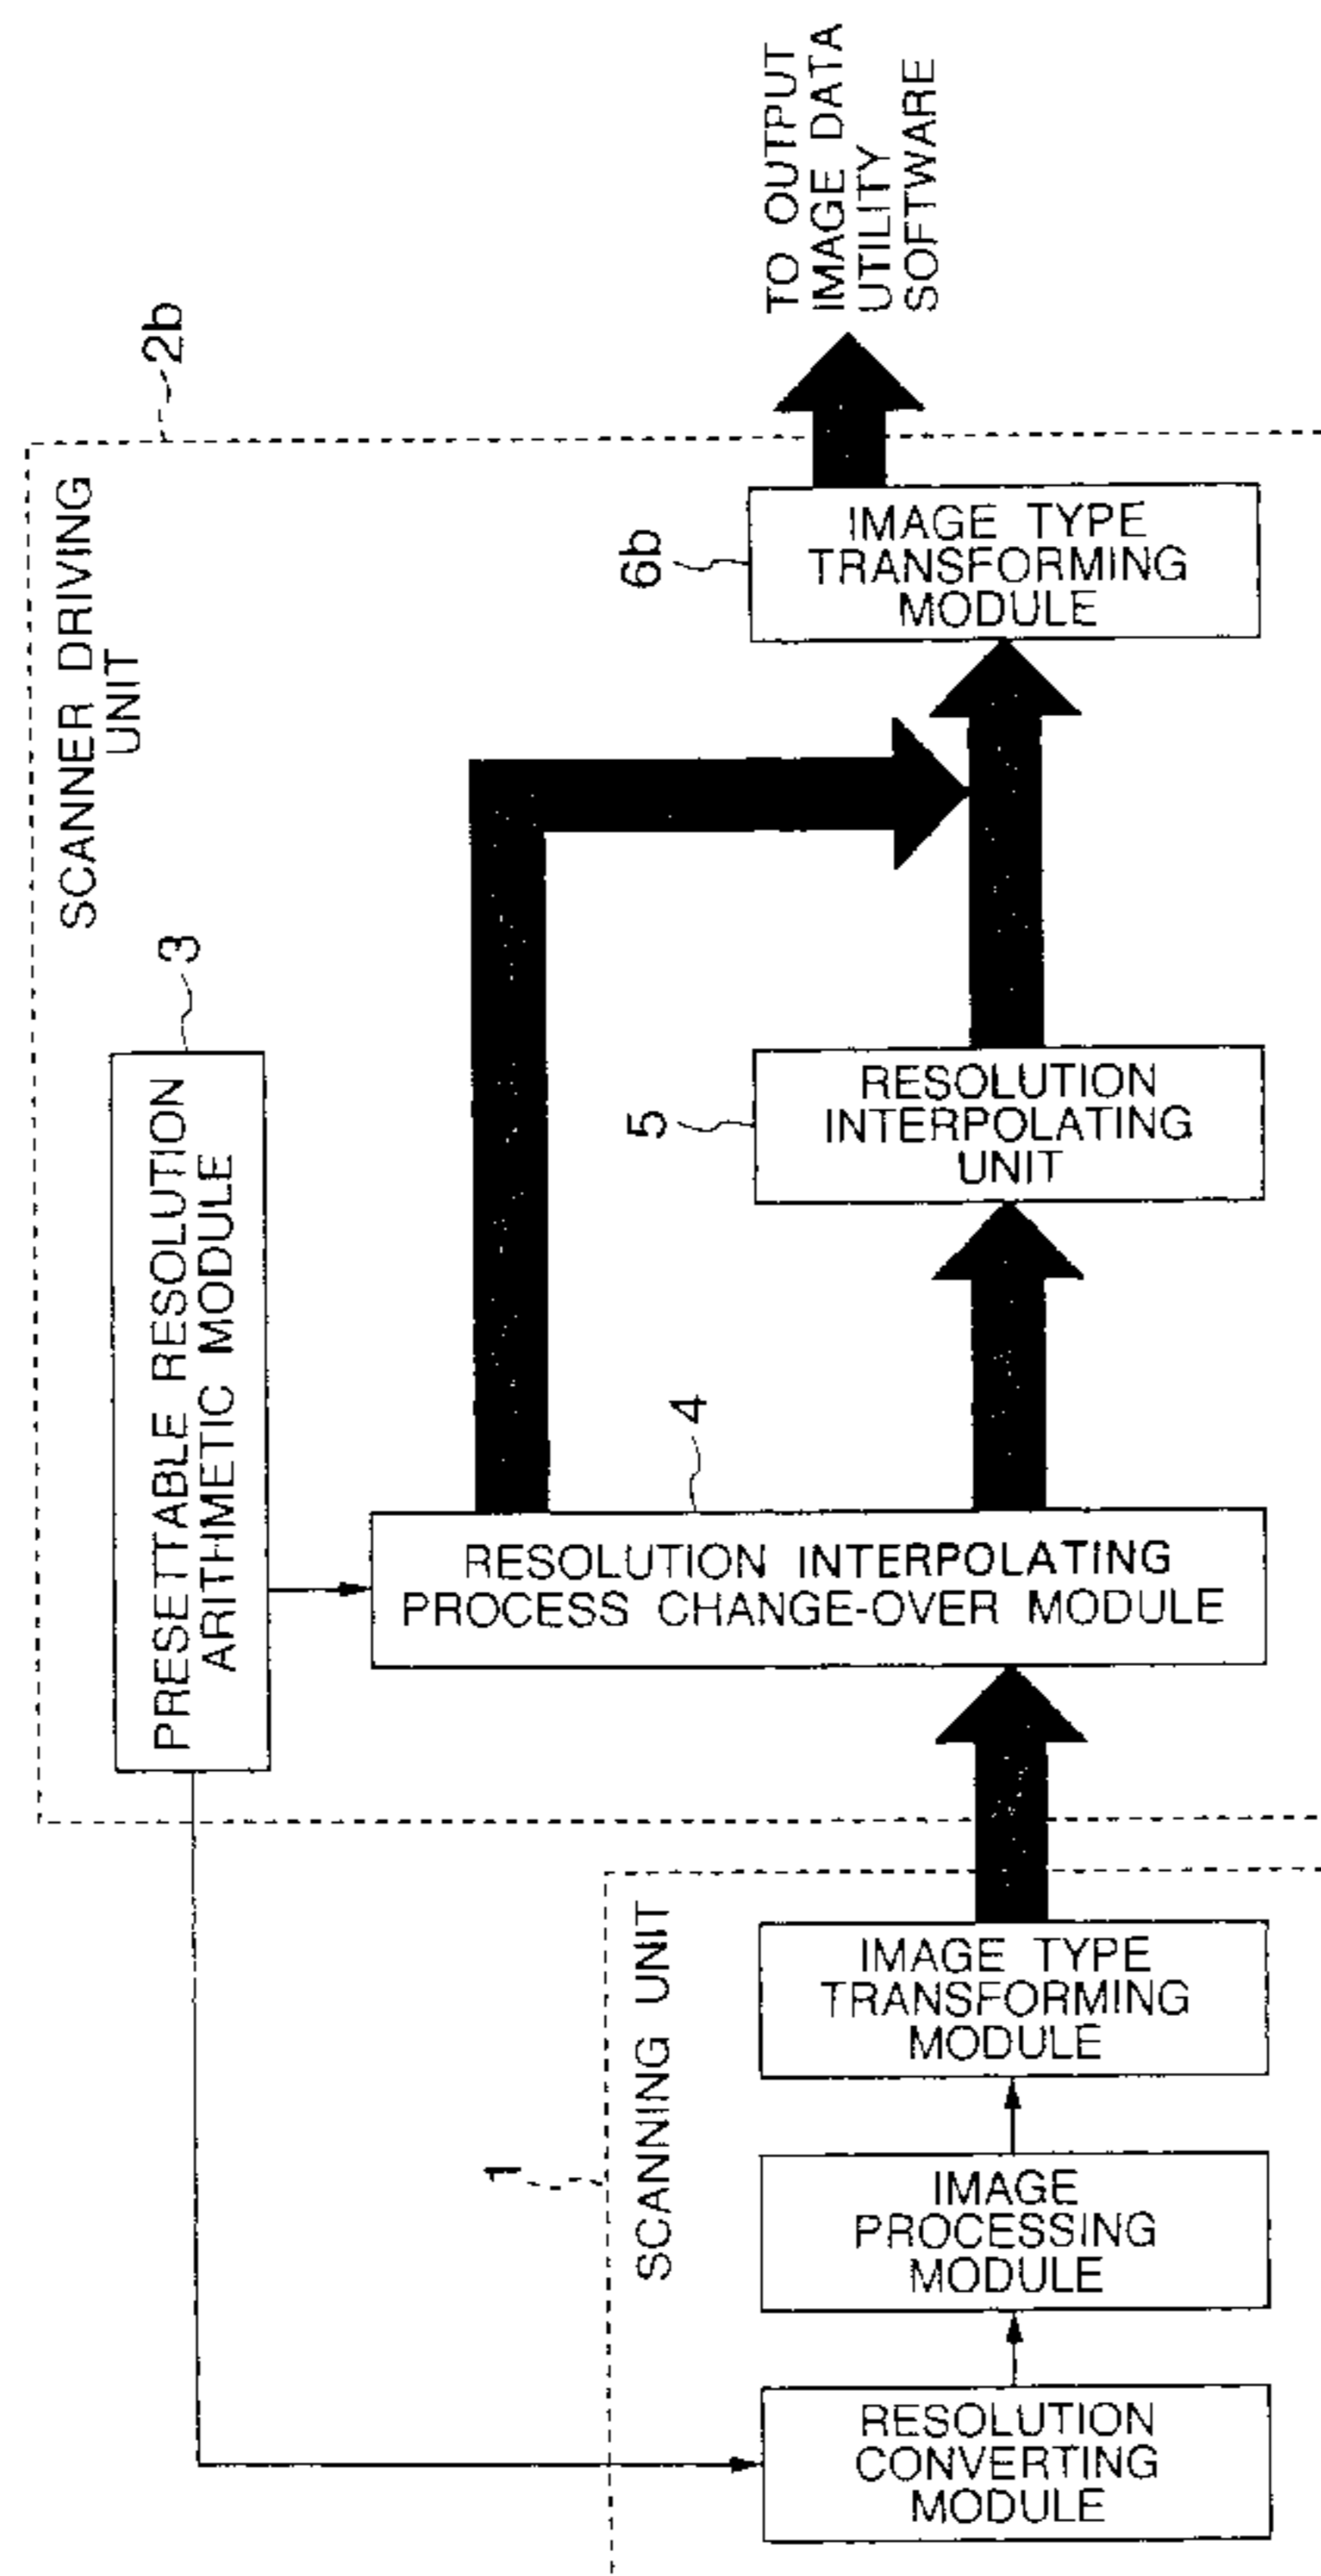 SCANNER DRIVING
UNIT
2b
PRESETTABLE RESOLUTION
ARITHMETIC MODULE
3
RESOLUTION INTERPOLATING
PROCESS CHANGE-OVER MODULE
4
RESOLUTION
INTERPOLATING
UNIT
5
IMAGE TYPE
TRANSFORMING
MODULE
6b
TO OUTPUT
IMAGE DATA
UTILITY
SOFTWARE
1
SCANNING UNIT
IMAGE TYPE
TRANSFORMING
MODULE
IMAGE
PROCESSING
MODULE
RESOLUTION
CONVERTING
MODULE